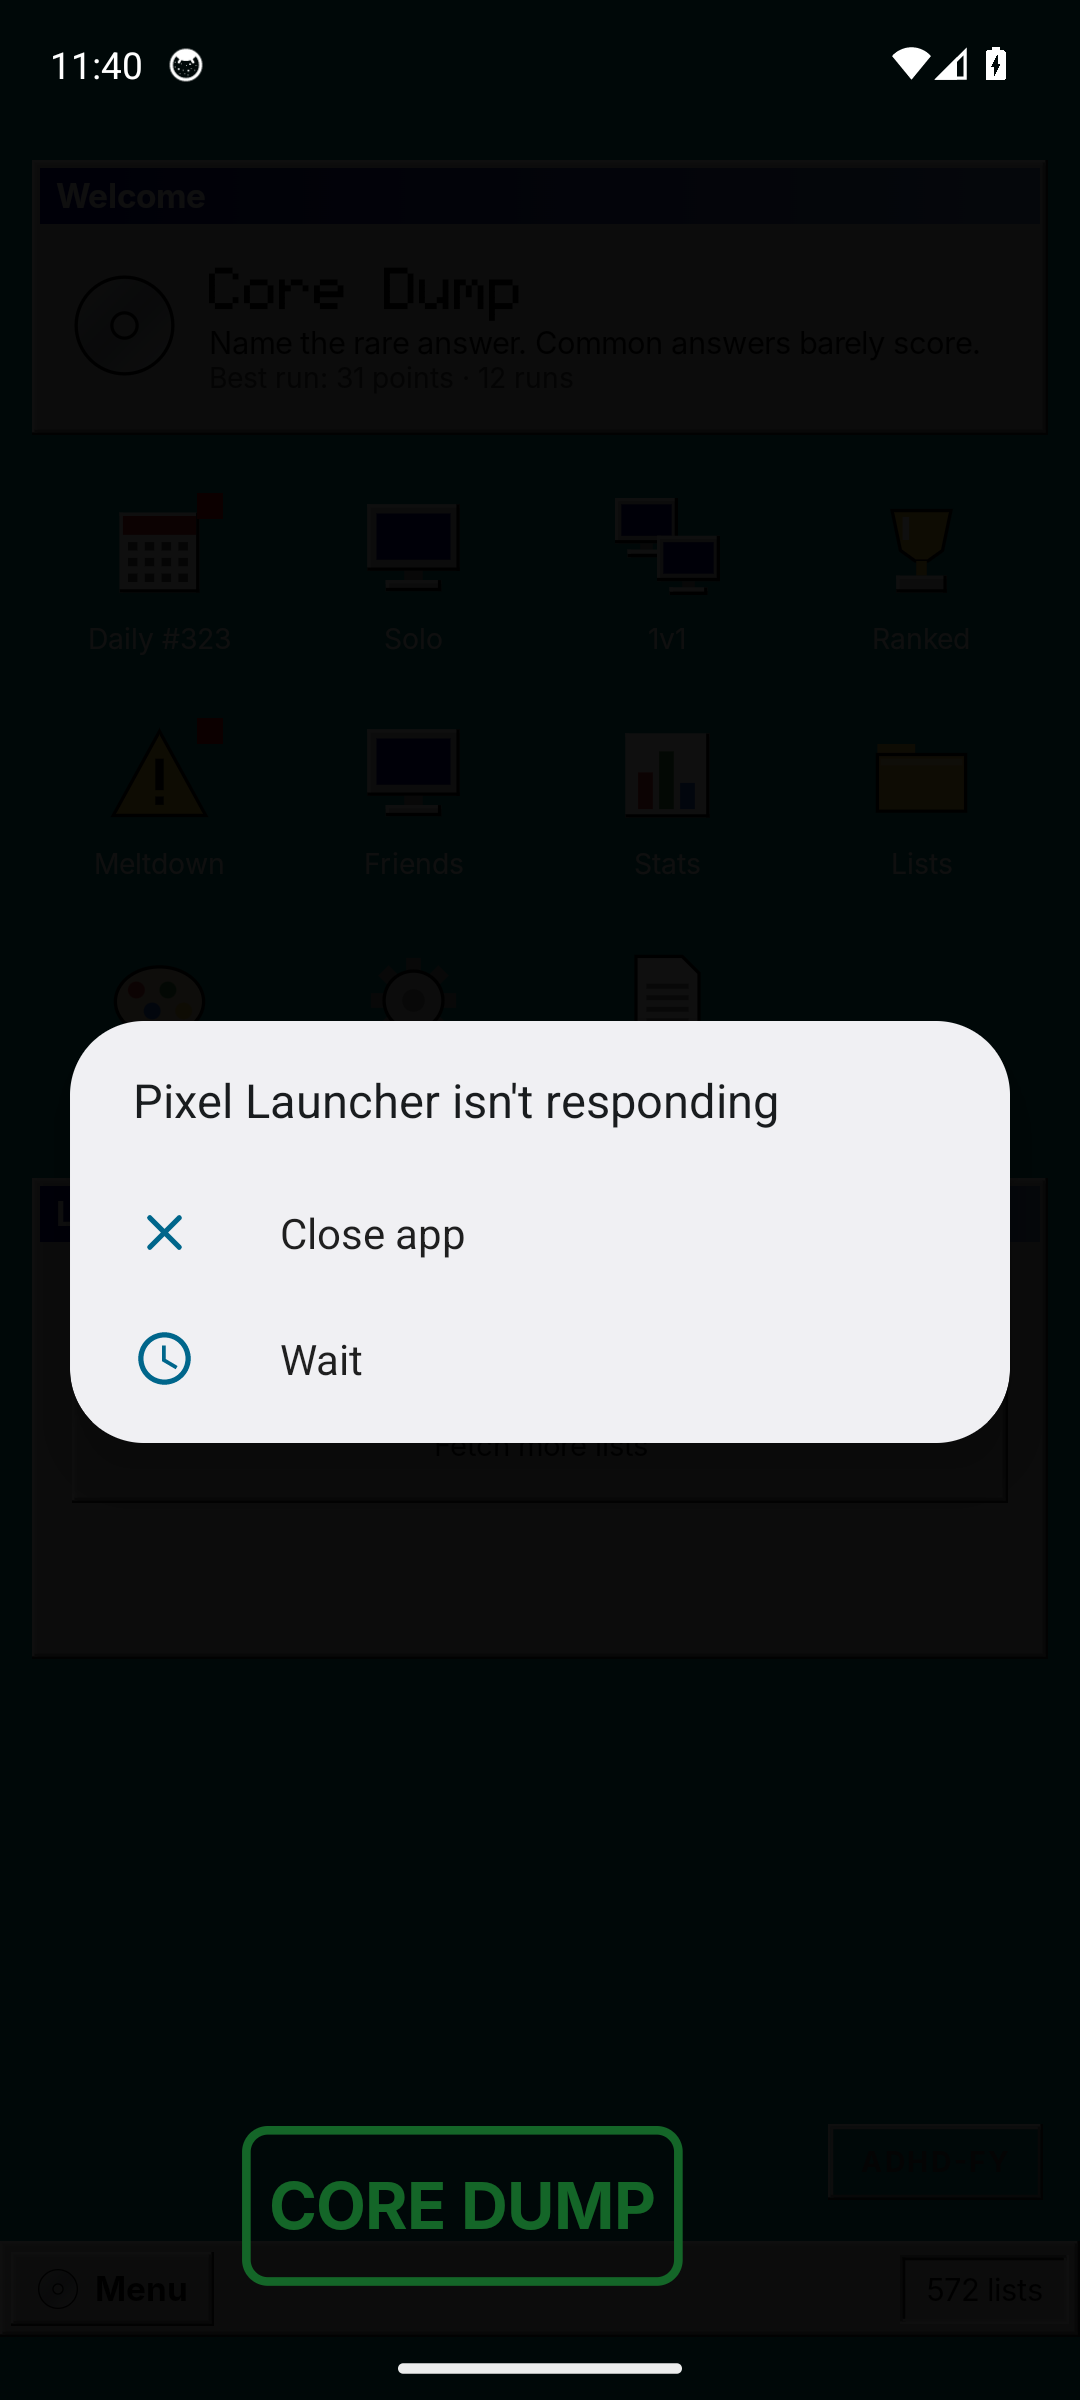 11:40
Welcome
Core Dump
Name the rare answer. Common answers barely score.
Best run: 31 points · 12 runs
Daily #323
Solo
1v1
Ranked
Meltdown
Friends
Stats
Lists
Pixel Launcher isn't responding
Close app
Wait
Fetch more lists
ADHD-FY
CORE DUMP
Menu
572 lists